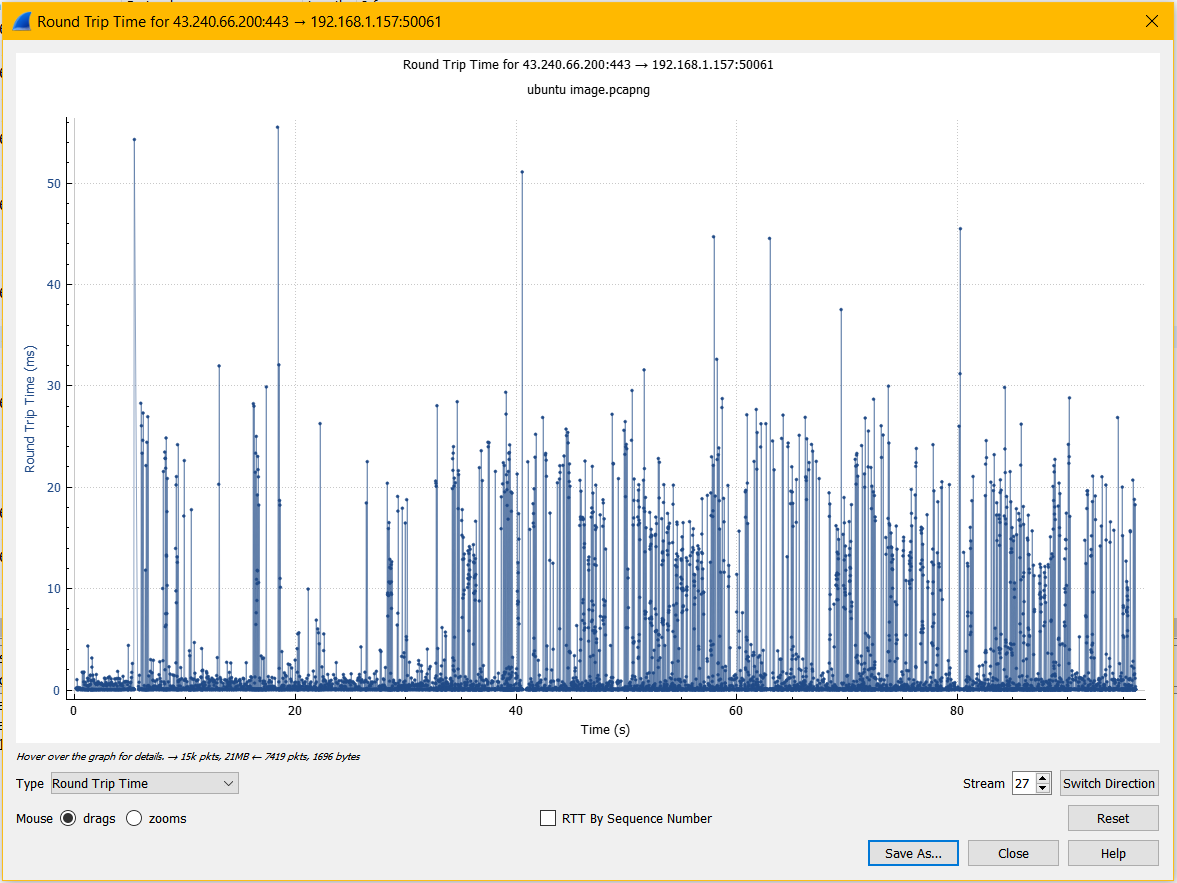 Round Trip Time for 43.240.66.200:443 → 192.168.1.157:50061
Round Trip Time for 43.240.66.200:443 → 192.168.1.157:50061
ubuntu image.pcapng
Round Trip Time (ms)
50
40
30
20
10
0
0 20 40 60 80
Time (s)
Hover over the graph for details. → 15k pkts, 21MB ← 7419 pkts, 1696 bytes
Type Round Trip Time Stream 27 Switch Direction
Mouse drags zooms RTT By Sequence Number Reset
Save As... Close Help